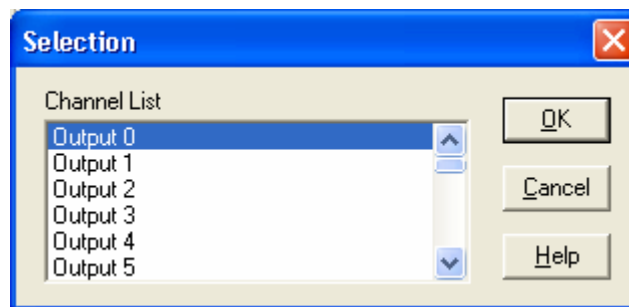 Selection
Channel List
Output 0
Output 1
Output 2
Output 3
Output 4
Output 5
OK
Cancel
Help